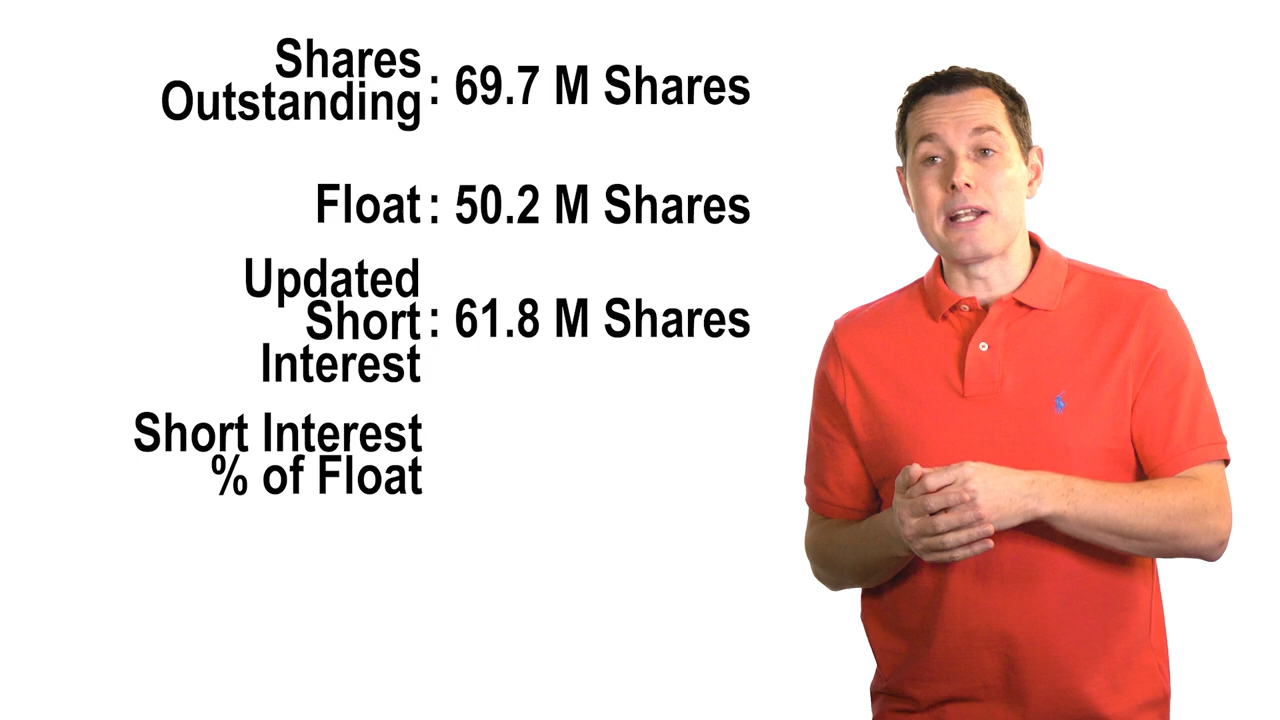 Shares
Outstanding : 69.7 M Shares
Float : 50.2 M Shares
Updated
Short : 61.8 M Shares
Interest
Short Interest
% of Float